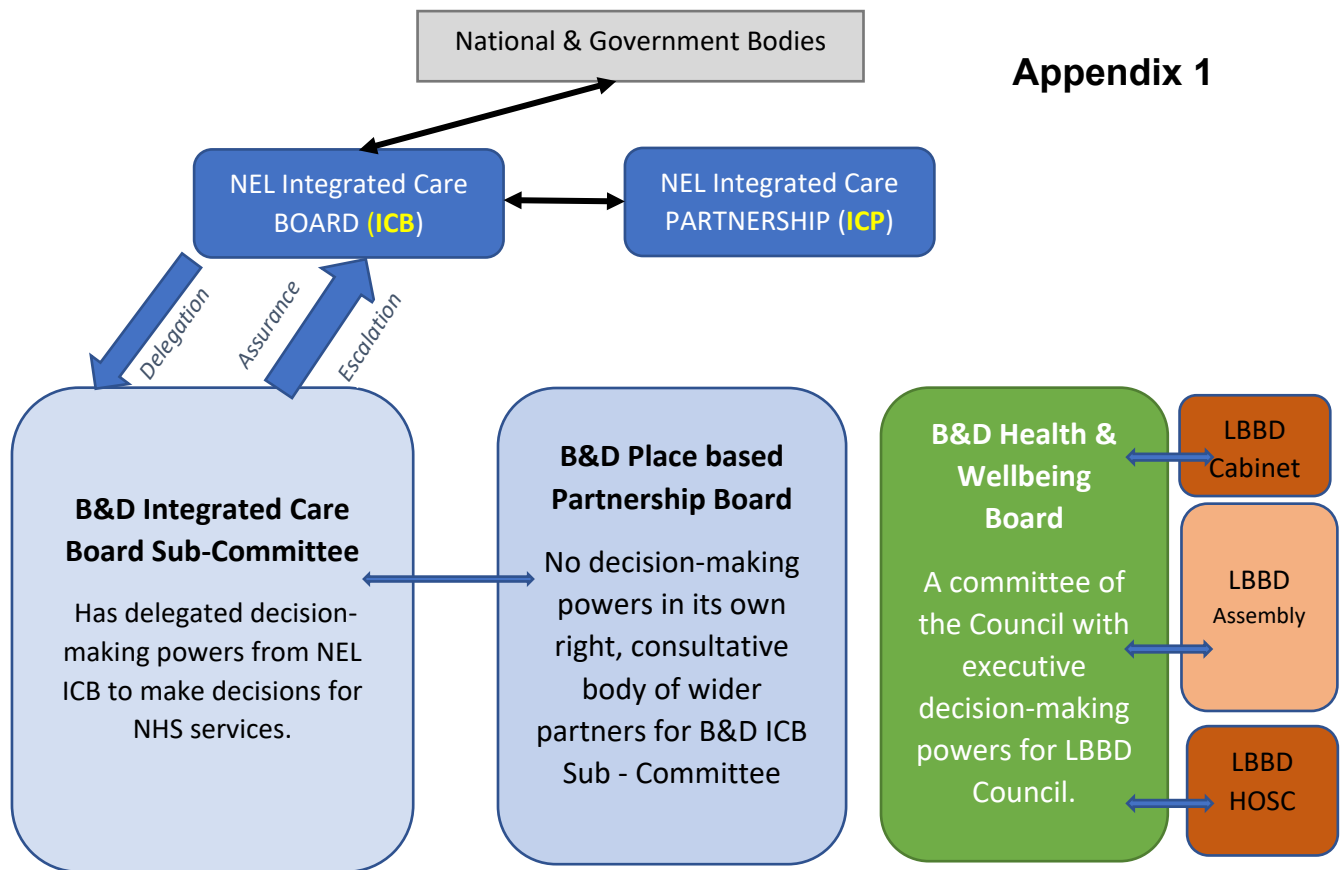 National & Government Bodies
Appendix 1
NEL Integrated Care
BOARD (ICB)
NEL Integrated Care
PARTNERSHIP (ICP)
Delegation
Assurance
Escalation
B&D Integrated Care
Board Sub-Committee
Has delegated decision-
making powers from NEL
ICB to make decisions for
NHS services.
B&D Place based
Partnership Board
No decision-making
powers in its own
right, consultative
body of wider
partners for B&D ICB
Sub - Committee
B&D Health &
Wellbeing
Board
A committee of
the Council with
executive
decision-making
powers for LBBD
Council.
LBBD
Cabinet
LBBD
Assembly
LBBD
HOSC